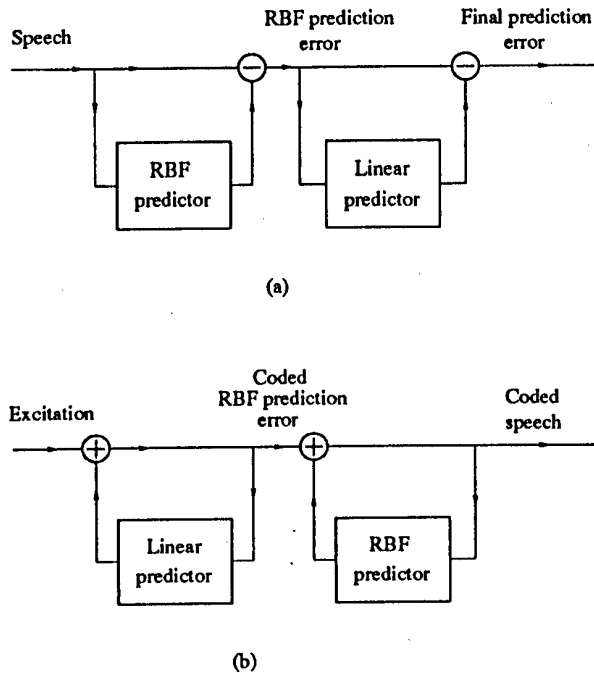 Speech
RBF prediction
error
Final prediction
error
RBF
predictor
Linear
predictor
(a)
Excitation
Coded
RBF prediction
error
Coded
speech
Linear
predictor
RBF
predictor
(b)